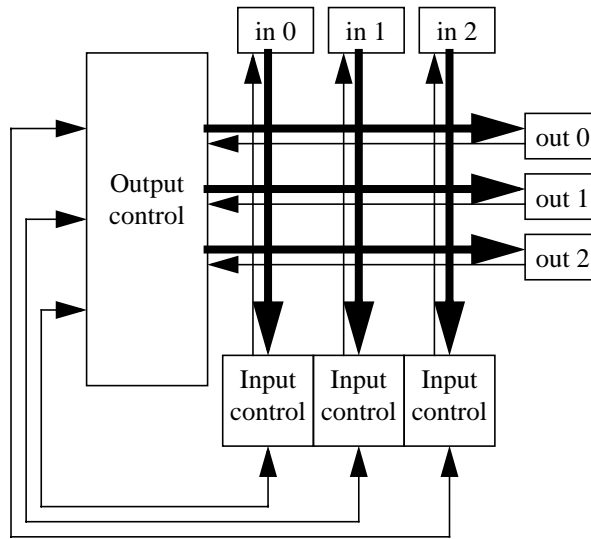 in 0
in 1
in 2
out 0
Output
control
out 1
out 2
Input
control
Input
control
Input
control